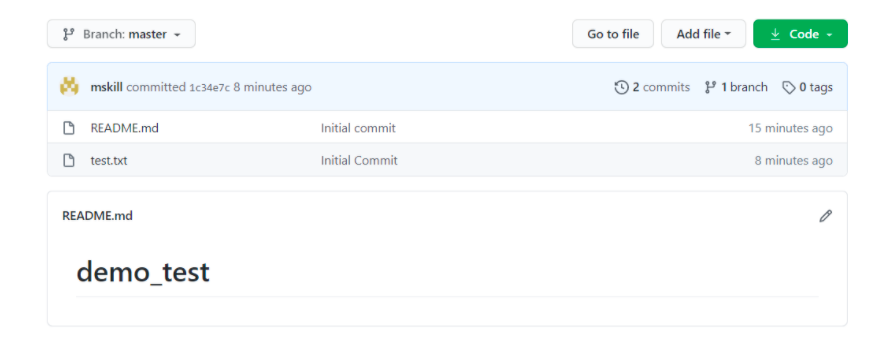 Branch: master
Go to file
Add file
Code
mskill committed 1c34e7c 8 minutes ago
2 commits
1 branch
0 tags
README.md Initial commit 15 minutes ago
test.txt Initial Commit 8 minutes ago
README.md
demo_test